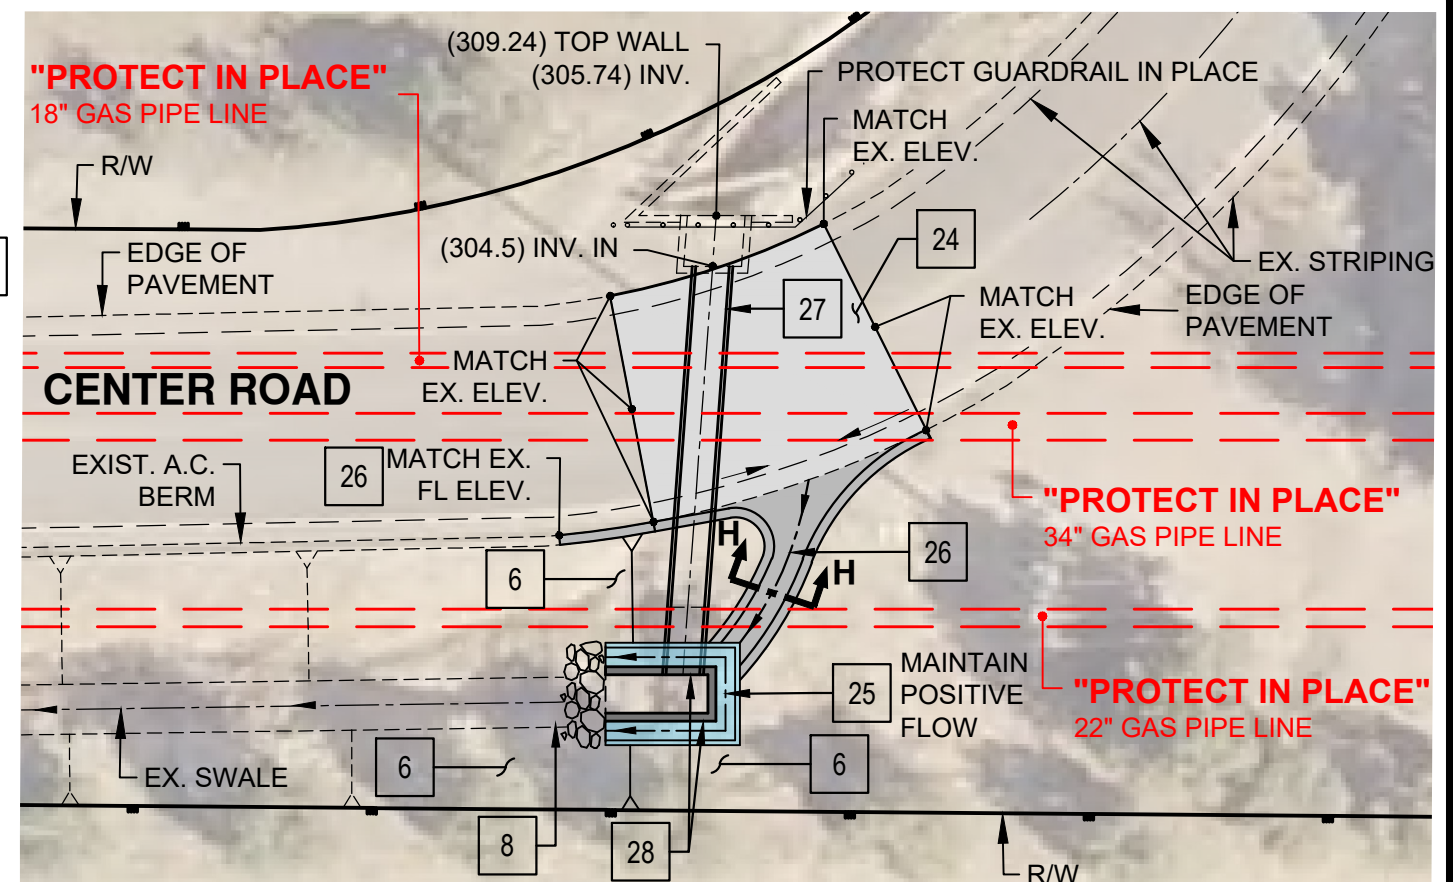 (309.24) TOP WALL
(305.74) INV.
"PROTECT IN PLACE"
18" GAS PIPE LINE
PROTECT GUARDRAIL IN PLACE
MATCH
EX. ELEV.
R/W
24
(304.5) INV. IN
EDGE OF
PAVEMENT
EX. STRIPING
27
MATCH
EX. ELEV.
EDGE OF
PAVEMENT
MATCH
EX. ELEV.
CENTER ROAD
EXIST. A.C.
BERM
26
MATCH EX.
FL ELEV.
"PROTECT IN PLACE"
34" GAS PIPE LINE
H
H
26
6
MAINTAIN
POSITIVE
FLOW
25
"PROTECT IN PLACE"
22" GAS PIPE LINE
EX. SWALE
6
6
8
28
R/W